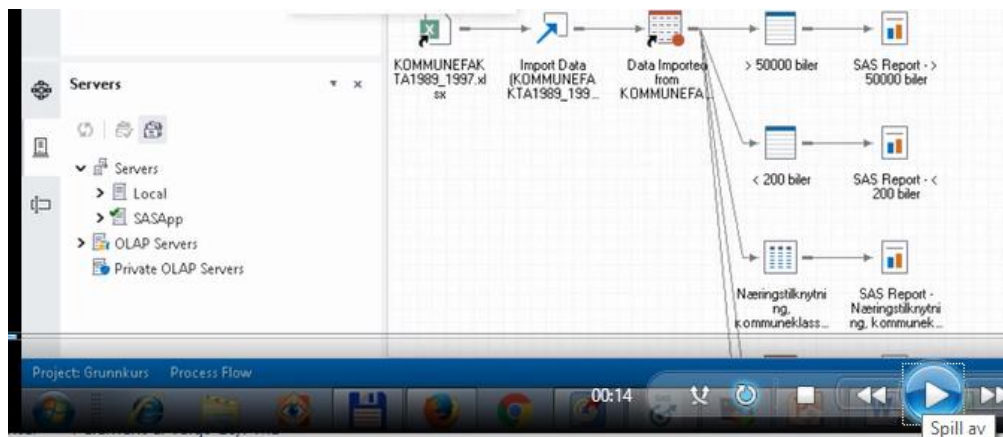 Servers
Servers
Local
SASApp
OLAP Servers
Private OLAP Servers
KOMMUNEFAK
TA1989_1997.xl
sx
Import Data
(KOMMUNEFA
KTA1989_199...
Data Imported
from
KOMMUNEFA...
> 50000 biler
SAS Report - >
50000 biler
< 200 biler
SAS Report - <
200 biler
Næringstilknytni
ng,
kommuneklass...
SAS Report -
Næringstilknytni
ng, kommunek...
Project: Grunnkurs Process Flow
00:14
Spill av